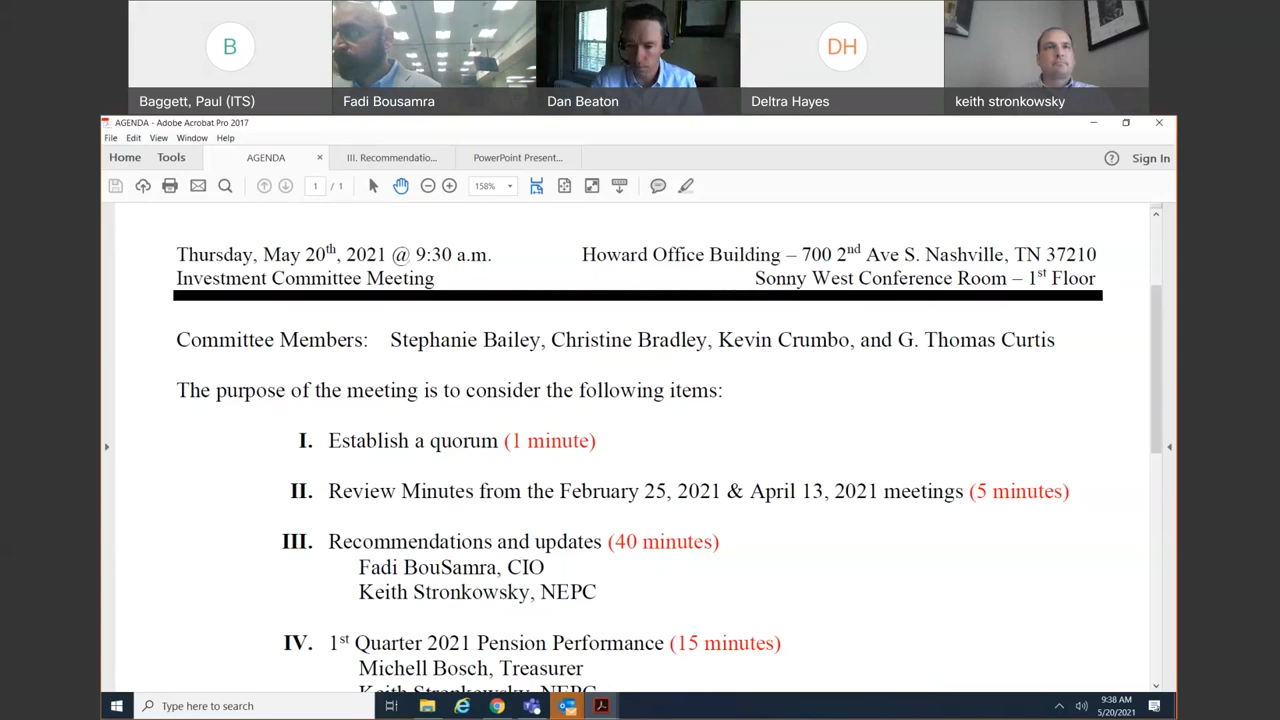 B
DH
Baggett, Paul (ITS)
Fadi Bousamra
Dan Beaton
Deltra Hayes
keith stronkowsky
AGENDA - Adobe Acrobat Pro 2017
File Edit View Window Help
Home Tools AGENDA × III. Recommendatio... PowerPoint Present... ? Sign In
1 / 1 158%
Thursday, May 20th, 2021 @ 9:30 a.m. Howard Office Building – 700 2nd Ave S. Nashville, TN 37210
Investment Committee Meeting Sonny West Conference Room – 1st Floor
Committee Members: Stephanie Bailey, Christine Bradley, Kevin Crumbo, and G. Thomas Curtis
The purpose of the meeting is to consider the following items:
I. Establish a quorum (1 minute)
II. Review Minutes from the February 25, 2021 & April 13, 2021 meetings (5 minutes)
III. Recommendations and updates (40 minutes)
Fadi BouSamra, CIO
Keith Stronkowsky, NEPC
IV. 1st Quarter 2021 Pension Performance (15 minutes)
Michell Bosch, Treasurer
Keith Stronkowsky, NEPC
Type here to search
9:38 AM
5/20/2021